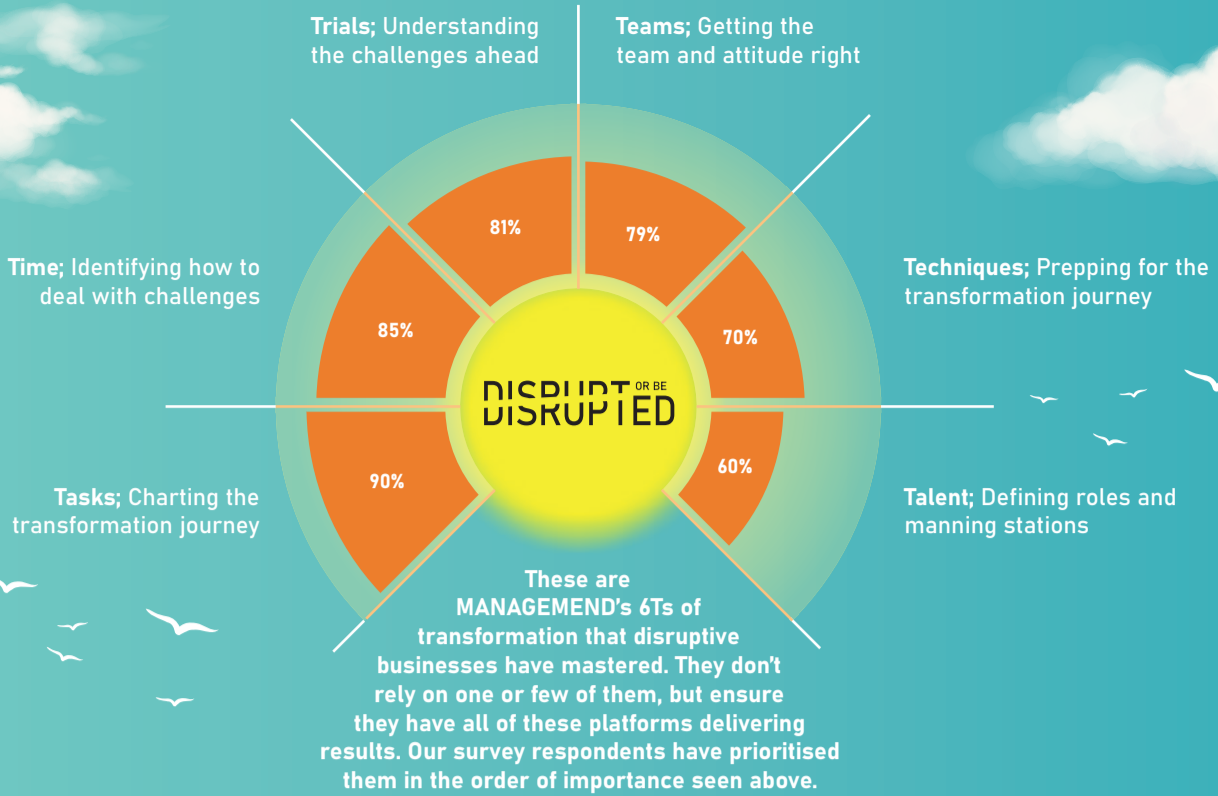 Trials; Understanding
the challenges ahead
Teams; Getting the
team and attitude right
Time; Identifying how to
deal with challenges
Techniques; Prepping for the
transformation journey
Tasks; Charting the
transformation journey
Talent; Defining roles and
manning stations
81%
79%
85%
70%
90%
60%
DISRUPT OR BE
DISRUPTED
These are
MANAGEMEND's 6Ts of
transformation that disruptive
businesses have mastered. They don't
rely on one or few of them, but ensure
they have all of these platforms delivering
results. Our survey respondents have prioritised
them in the order of importance seen above.